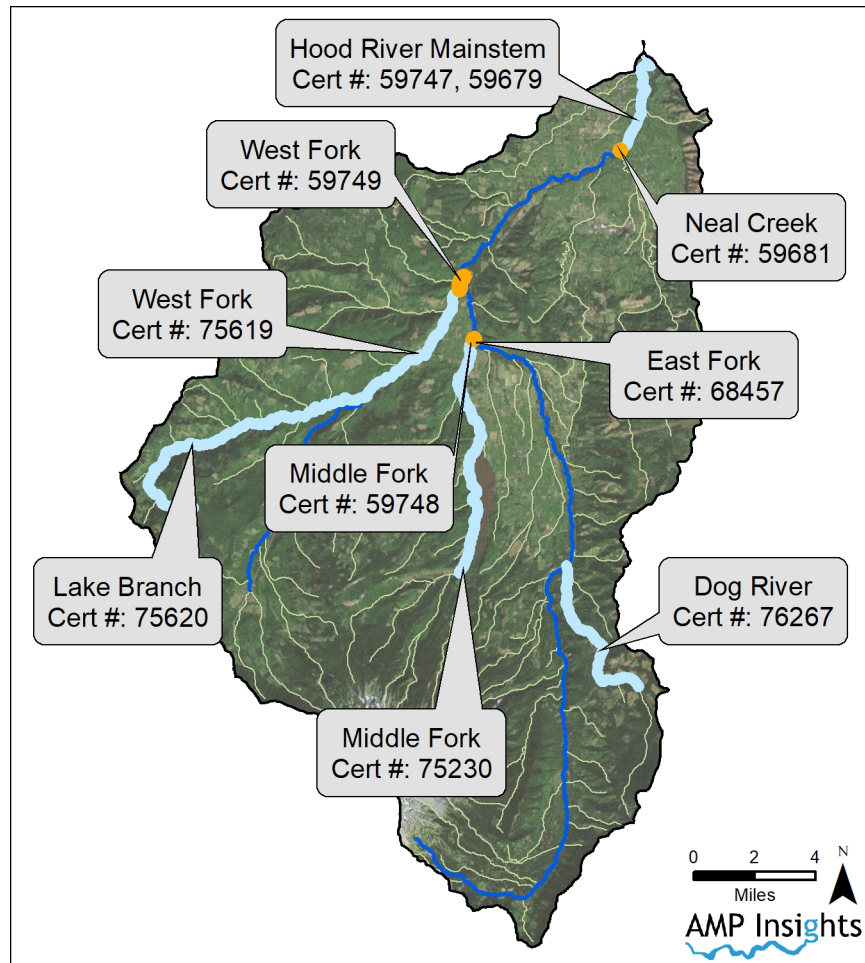 Hood River Mainstem
Cert #: 59747, 59679
West Fork
Cert #: 59749
Neal Creek
Cert #: 59681
West Fork
Cert #: 75619
East Fork
Cert #: 68457
Middle Fork
Cert #: 59748
Lake Branch
Cert #: 75620
Dog River
Cert #: 76267
Middle Fork
Cert #: 75230
0 2 4
Miles
N
AMP Insights